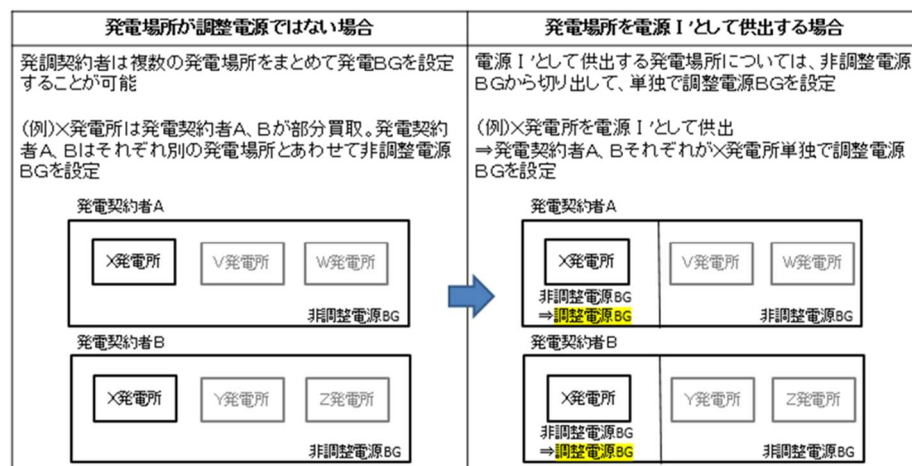 発電場所が調整電源ではない場合
発調契約者は複数の発電場所をまとめて発電BGを設定
することが可能
(例)X発電所は発電契約者A、Bが部分買取。発電契約
者A、Bはそれぞれ別の発電場所とあわせて非調整電源
BGを設定
発電契約者A
X発電所
V発電所
W発電所
非調整電源BG
発電契約者B
X発電所
Y発電所
Z発電所
非調整電源BG
発電場所を電源Ⅰ’として供出する場合
電源Ⅰ’として供出する発電場所については、非調整電源
BGから切り出して、単独で調整電源BGを設定
(例)X発電所を電源Ⅰ’として供出
⇒発電契約者A、BそれぞれがX発電所単独で調整電源
BGを設定
発電契約者A
X発電所
非調整電源BG
⇒調整電源BG
V発電所
W発電所
非調整電源BG
発電契約者B
X発電所
非調整電源BG
⇒調整電源BG
Y発電所
Z発電所
非調整電源BG